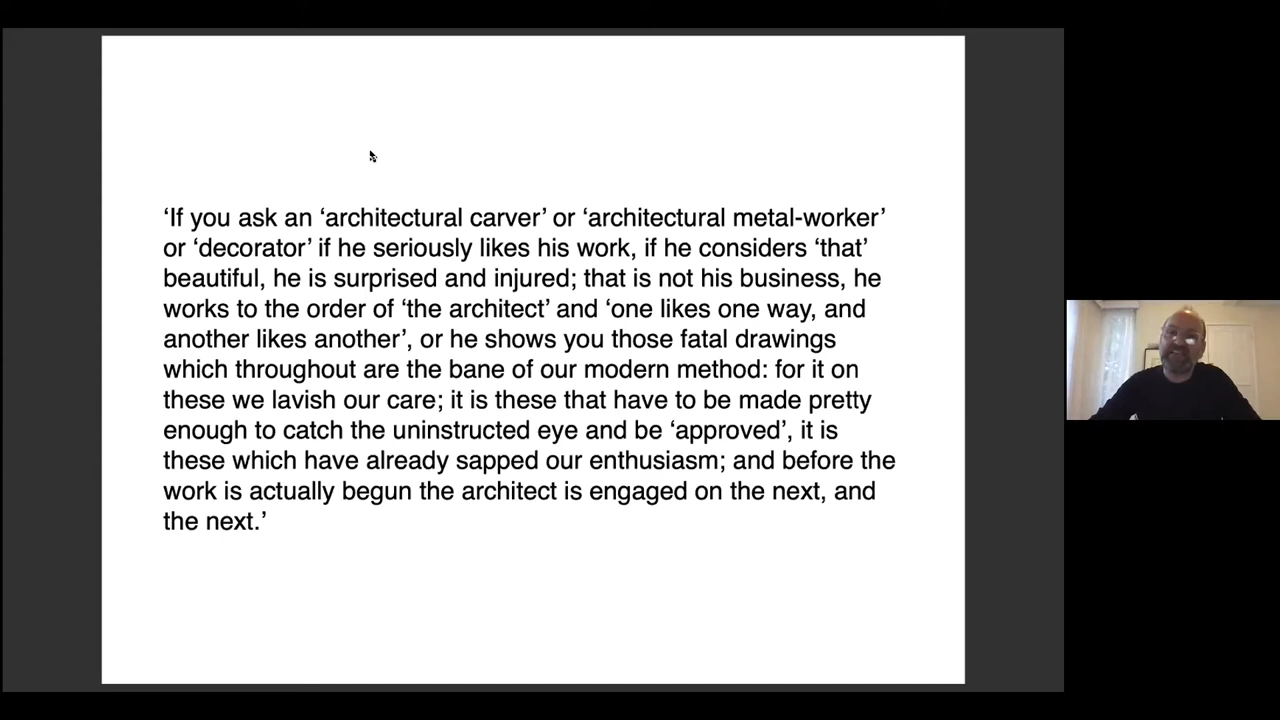 ‘If you ask an ‘architectural carver’ or ‘architectural metal-worker’
or ‘decorator’ if he seriously likes his work, if he considers ‘that’
beautiful, he is surprised and injured; that is not his business, he
works to the order of ‘the architect’ and ‘one likes one way, and
another likes another’, or he shows you those fatal drawings
which throughout are the bane of our modern method: for it on
these we lavish our care; it is these that have to be made pretty
enough to catch the uninstructed eye and be ‘approved’, it is
these which have already sapped our enthusiasm; and before the
work is actually begun the architect is engaged on the next, and
the next.’